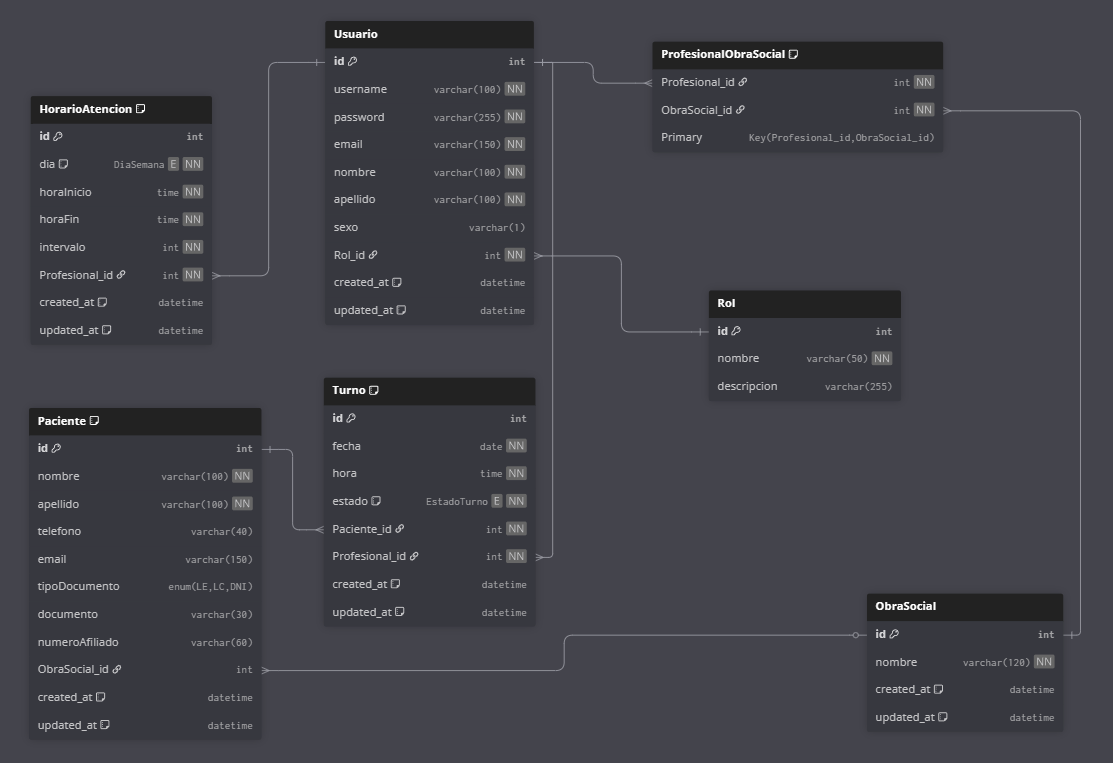 Usuario
id int
username varchar(100) NN
password varchar(255) NN
email varchar(150) NN
nombre varchar(100) NN
apellido varchar(100) NN
sexo varchar(1)
Rol_id int NN
created_at datetime
updated_at datetime
ProfesionalObraSocial
Profesional_id int NN
ObraSocial_id int NN
Primary Key(Profesional_id,ObraSocial_id)
HorarioAtencion
id int
dia DiaSemana E NN
horaInicio time NN
horaFin time NN
intervalo int NN
Profesional_id int NN
created_at datetime
updated_at datetime
Rol
id int
nombre varchar(50) NN
descripcion varchar(255)
Turno
id int
fecha date NN
hora time NN
estado EstadoTurno E NN
Paciente_id int NN
Profesional_id int NN
created_at datetime
updated_at datetime
Paciente
id int
nombre varchar(100) NN
apellido varchar(100) NN
telefono varchar(40)
email varchar(150)
tipoDocumento enum(LE,LC,DNI)
documento varchar(30)
numeroAfiliado varchar(60)
ObraSocial_id int
created_at datetime
updated_at datetime
ObraSocial
id int
nombre varchar(120) NN
created_at datetime
updated_at datetime